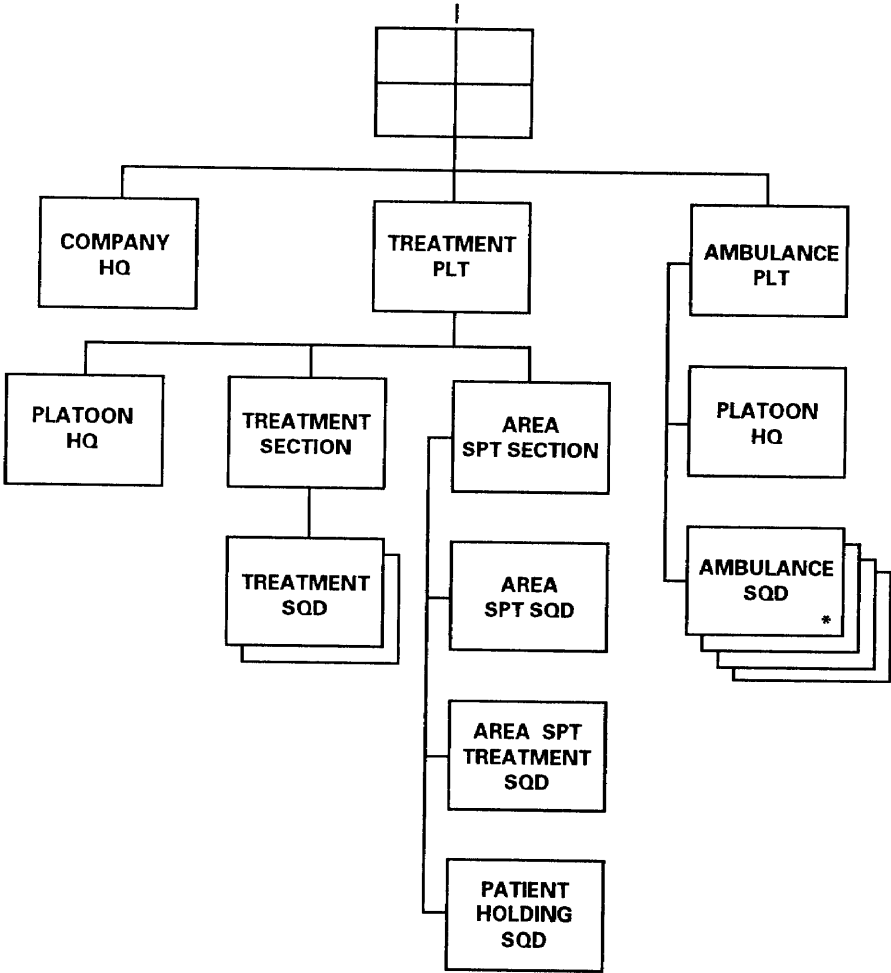 COMPANY
HQ
TREATMENT
PLT
AMBULANCE
PLT
PLATOON
HQ
TREATMENT
SECTION
AREA
SPT SECTION
PLATOON
HQ
TREATMENT
SQD
AREA
SPT SQD
AMBULANCE
SQD
*
AREA SPT
TREATMENT
SQD
PATIENT
HOLDING
SQD